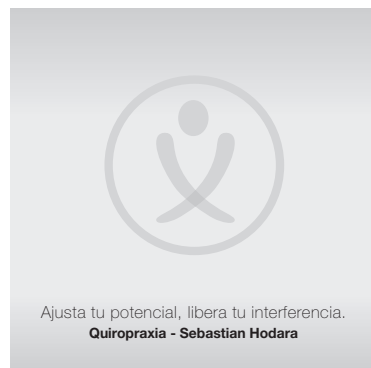 Ajusta tu potencial, libera tu interferencia.
Quiropraxia - Sebastian Hodara